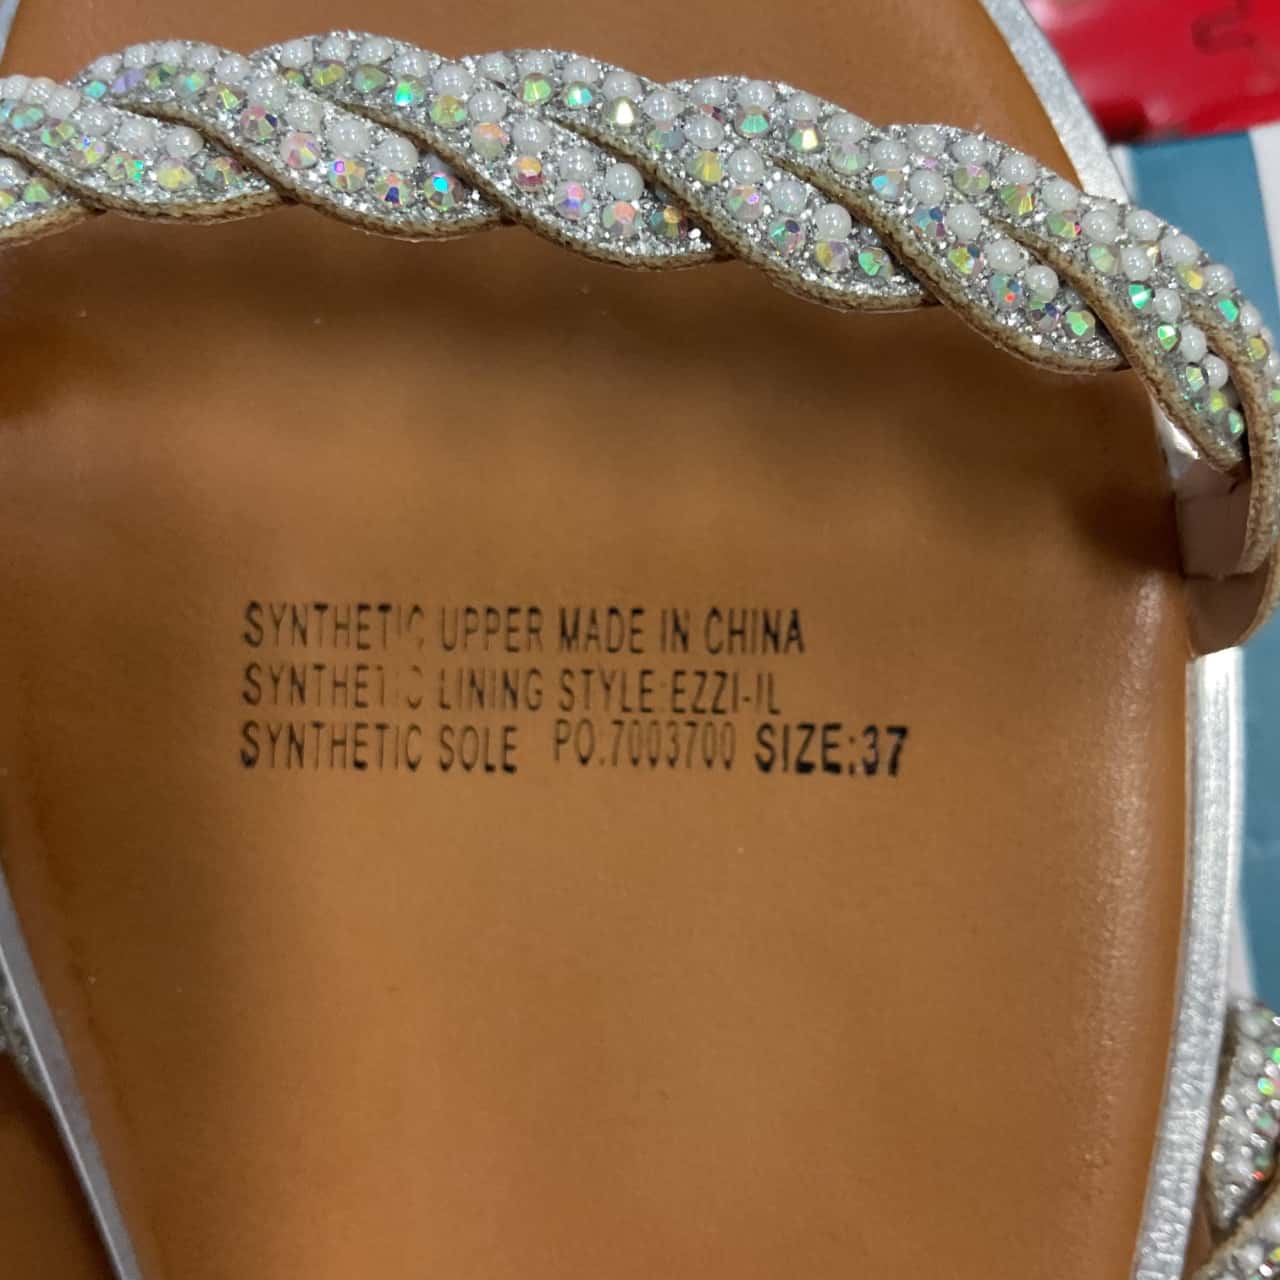 SYNTHETIC UPPER MADE IN CHINA
SYNTHETIC LINING STYLE:EZZI-IL
SYNTHETIC SOLE PO.7003700 SIZE:37